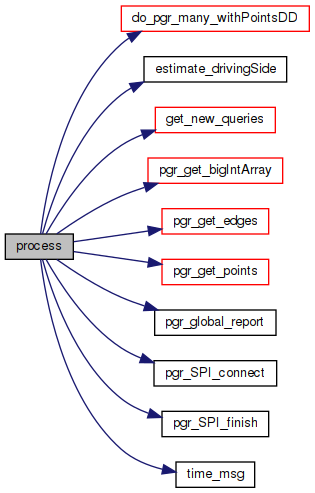 do_pgr_many_withPointsDD
estimate_drivingSide
get_new_queries
pgr_get_bigIntArray
process
pgr_get_edges
pgr_get_points
pgr_global_report
pgr_SPI_connect
pgr_SPI_finish
time_msg